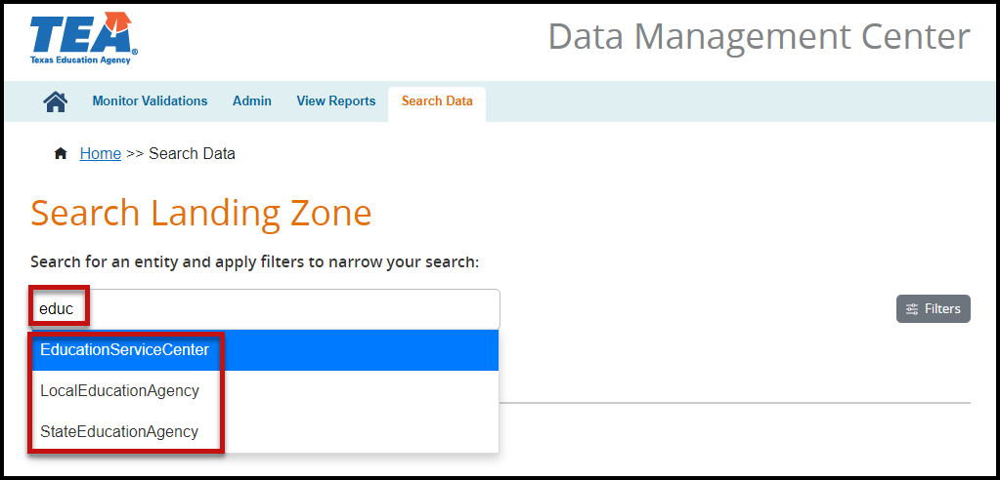 TEA®
Texas Education Agency
Data Management Center
Monitor Validations Admin View Reports Search Data
Home >> Search Data
Search Landing Zone
Search for an entity and apply filters to narrow your search:
educ
Filters
EducationServiceCenter
LocalEducationAgency
StateEducationAgency